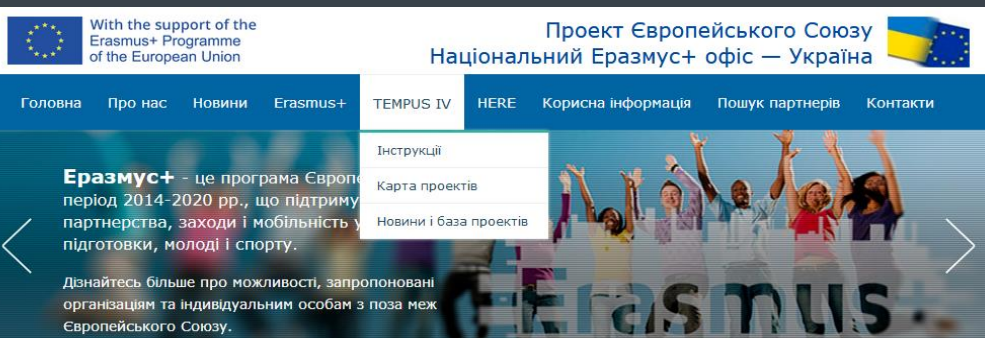 With the support of the
Erasmus+ Programme
of the European Union
Проект Європейського Союзу
Національний Еразмус+ офіс — Україна
Головна Про нас Новини Erasmus+ TEMPUS IV HERE Корисна інформація Пошук партнерів Контакти
Інструкції
Карта проектів
Новини і база проектів
Еразмус+ - це програма
період 2014-2020 рр., що
партнерства, заходи і мобільність
підготовки, молоді і спорту.
Дізнайтесь більше про можливості, запропоновані
організаціям та індивідуальним особам з поза меж
Європейського Союзу.
Erasmus+